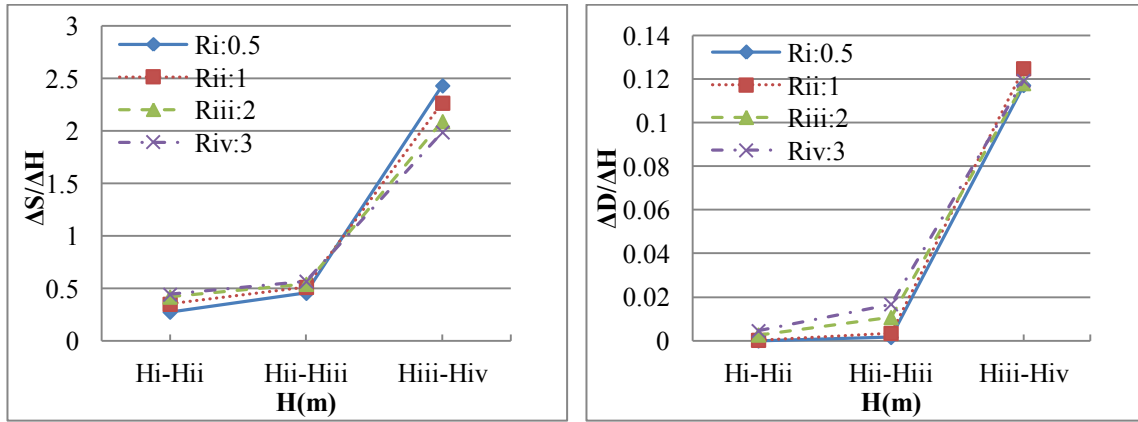 3
2.5
2
1.5
1
0.5
0
ΔS/ΔH
Ri:0.5
Rii:1
Riii:2
Riv:3
Hi-Hii Hii-Hiii Hiii-Hiv
H(m)
0.14
0.12
0.1
0.08
0.06
0.04
0.02
0
ΔD/ΔH
Ri:0.5
Rii:1
Riii:2
Riv:3
Hi-Hii Hii-Hiii Hiii-Hiv
H(m)